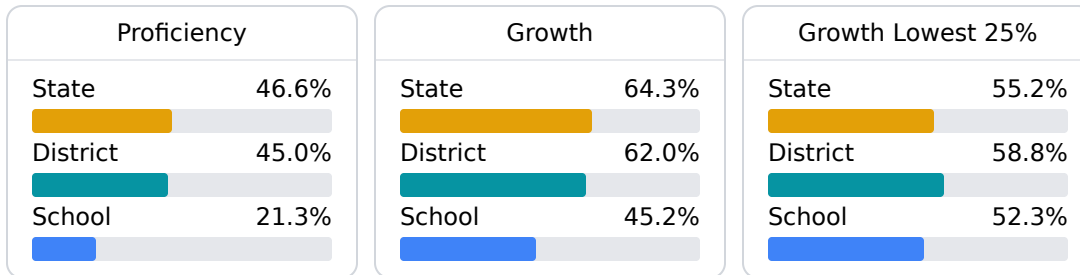 Proficiency
State 46.6%
District 45.0%
School 21.3%
Growth
State 64.3%
District 62.0%
School 45.2%
Growth Lowest 25%
State 55.2%
District 58.8%
School 52.3%